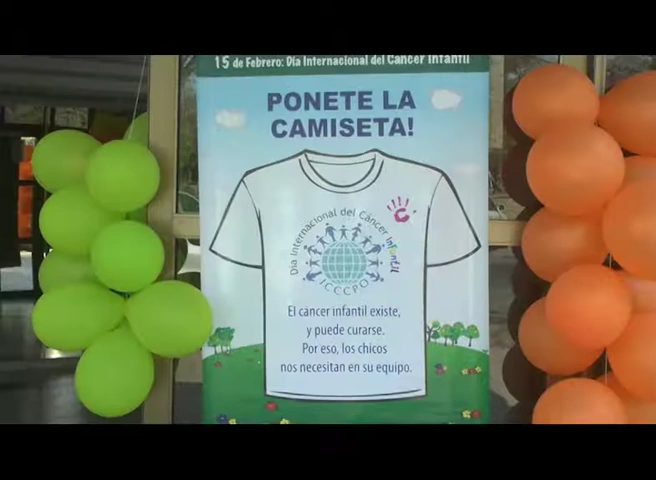 15 de Febrero: Día Internacional del Cáncer Infantil
PONETE LA
CAMISETA!
Día Internacional del Cáncer Infantil
ICCCPO
El cáncer infantil existe,
y puede curarse.
Por eso, los chicos
nos necesitan en su equipo.